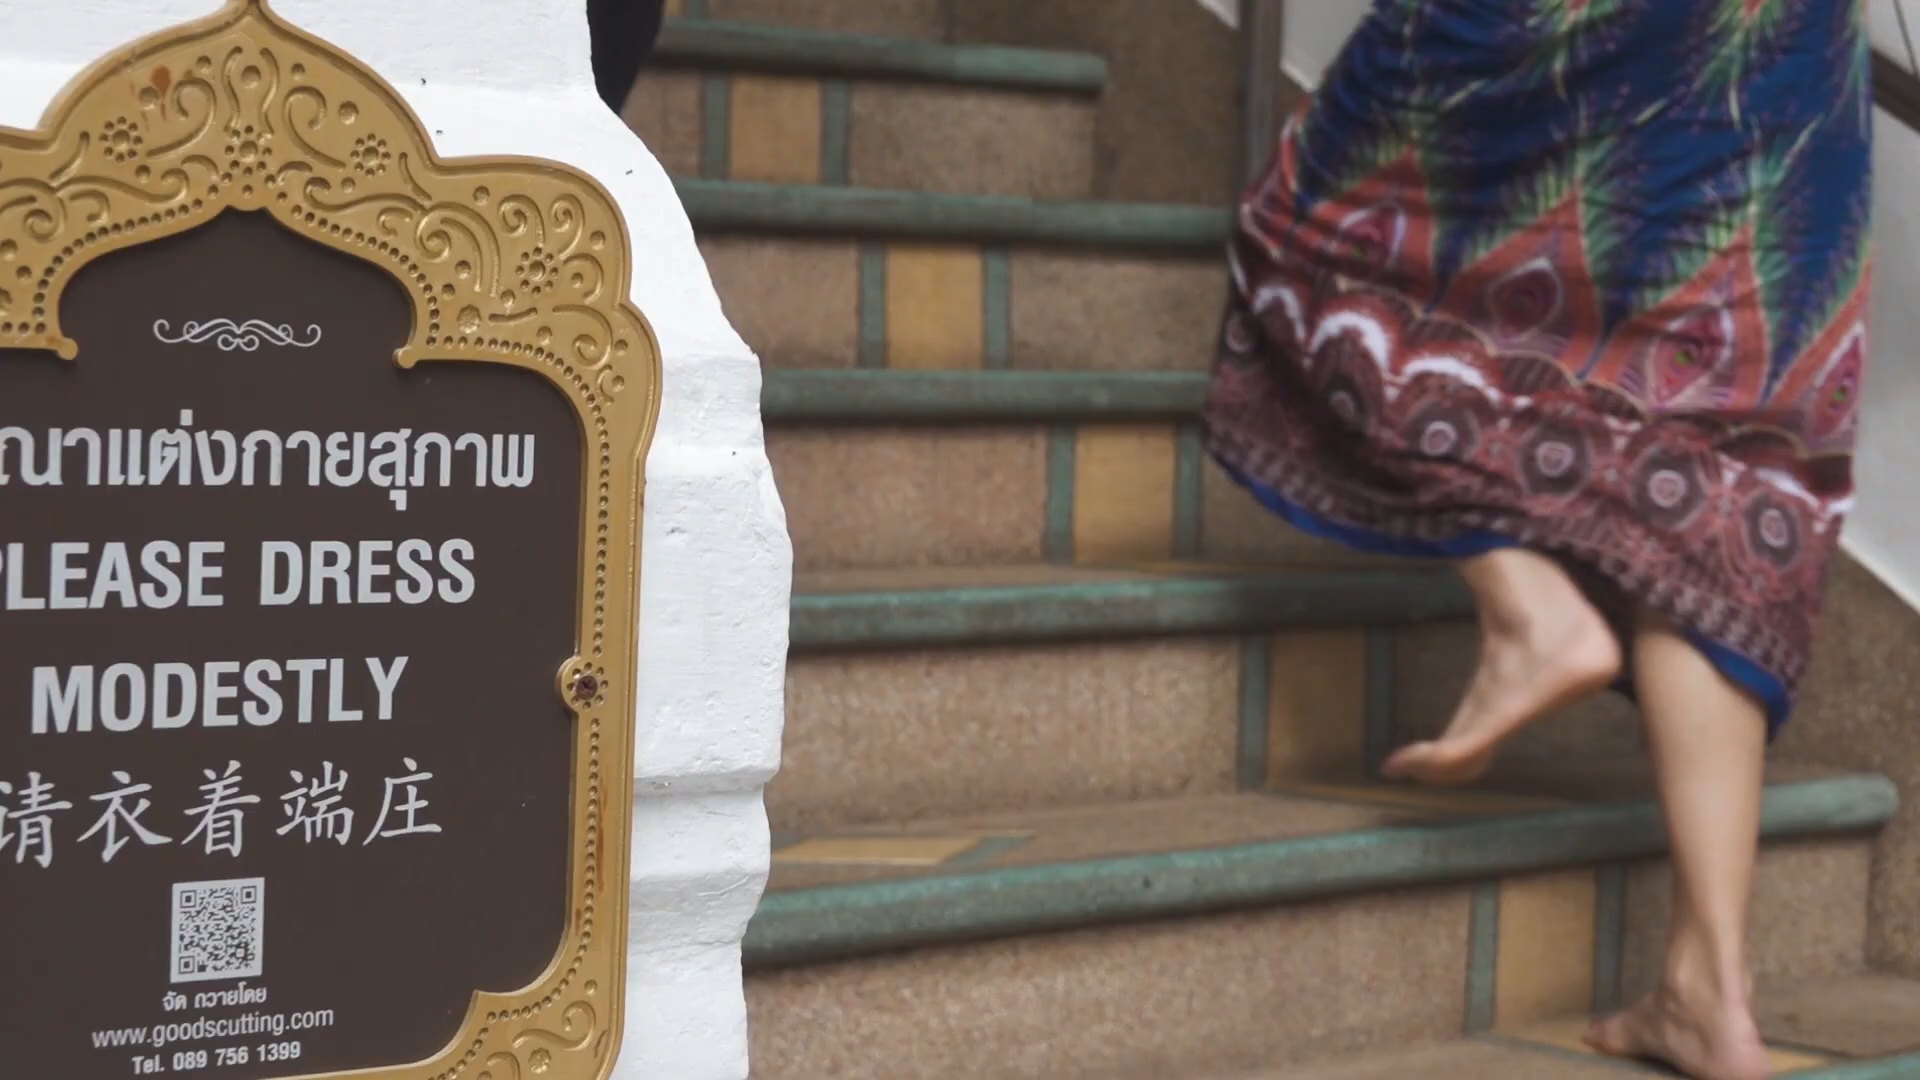 ณาแต่งกายสุภาพ
PLEASE DRESS
MODESTLY
请衣着端庄
จัด ถวายโดย
www.goodscutting.com
Tel. 089 756 1399